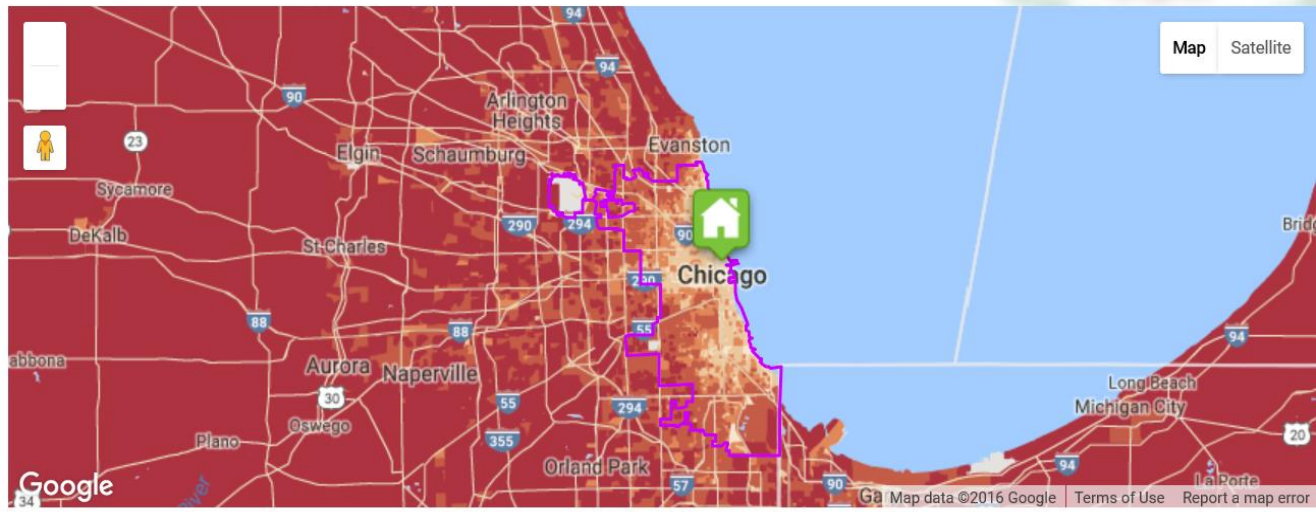 94
Map Satellite
94
90
Arlington
Heights
23
Evanston
Elgin Schaumburg
Sycamore
290 294
90
DeKalb
St Charles
Chicago
290
88
88
55
94
abbona
Aurora Naperville
Long Beach
30
55
294
Michigan City
Oswego
20
Plano
355
Orland Park
94
57
90
La Porte
Google
34
River
Ga
Map data ©2016 Google Terms of Use Report a map error